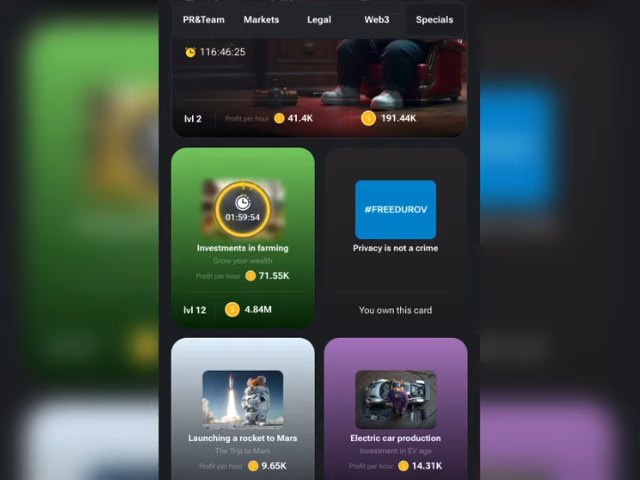 PR&Team Markets Legal Web3 Specials
116:46:25
lvl 2 Profit per hour 41.4K 191.44K
01:59:54
#FREEDUROV
Investments in farming
Grow your wealth
Profit per hour 71.55K
lvl 12 4.84M
Privacy is not a crime
You own this card
Launching a rocket to Mars
The Trip to Mars
Profit per hour 9.65K
Electric car production
Investment in EV age
Profit per hour 14.31K